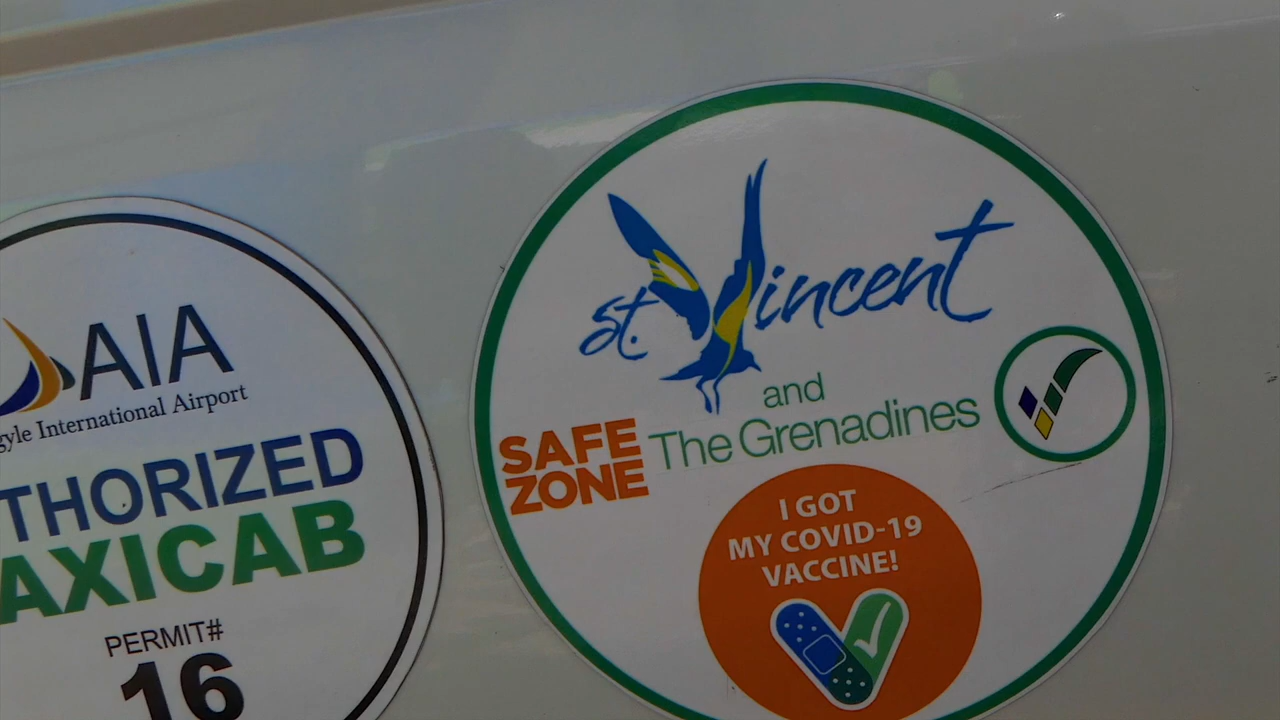 AIA
gyle International Airport
THORIZED
AXICAB
PERMIT#
16
st. Vincent
and
The Grenadines
SAFE
ZONE
I GOT
MY COVID-19
VACCINE!